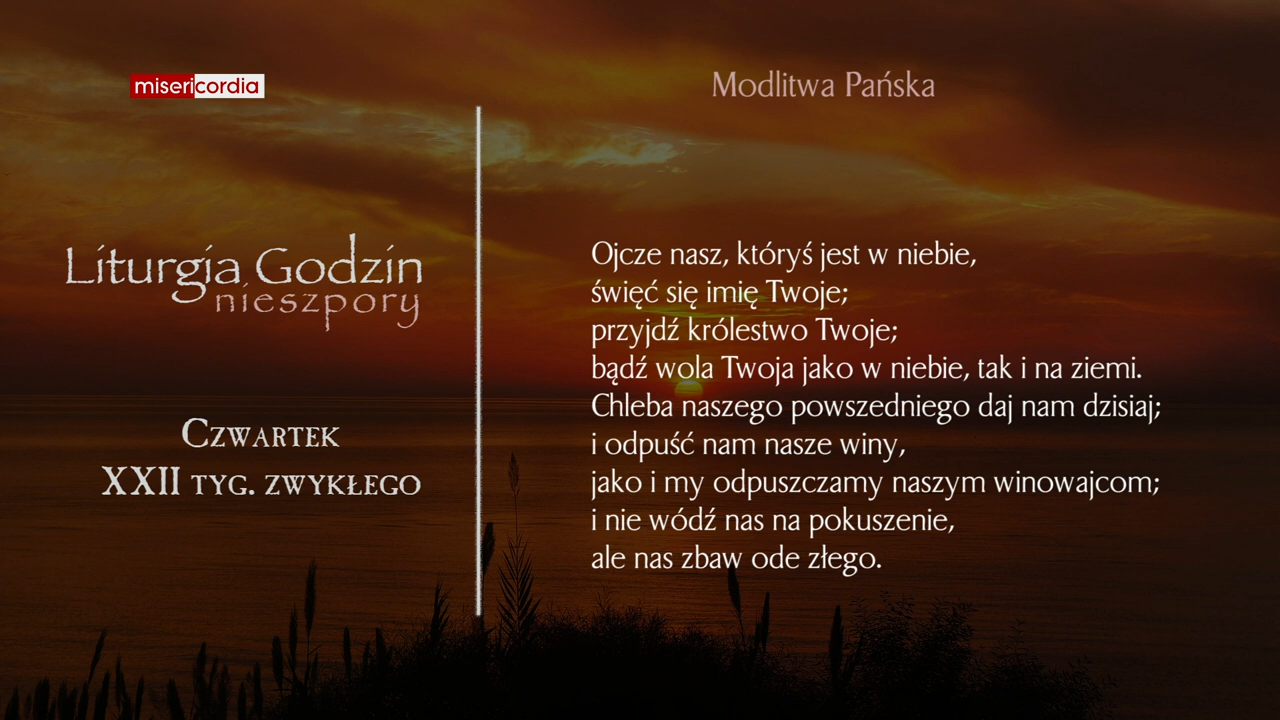 misericordia
Liturgia Godzin
nieszpory
Czwartek
XXII tyg. zwykłego
Modlitwa Pańska
Ojcze nasz, któryś jest w niebie,
święć się imię Twoje;
przyjdź królestwo Twoje;
bądź wola Twoja jako w niebie, tak i na ziemi.
Chleba naszego powszedniego daj nam dzisiaj;
i odpuść nam nasze winy,
jako i my odpuszczamy naszym winowajcom;
i nie wódź nas na pokuszenie,
ale nas zbaw ode złego.